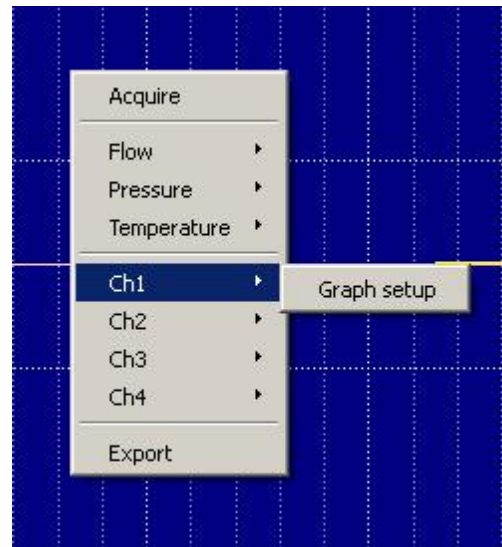 Acquire
Flow
Pressure
Temperature
Ch1
Graph setup
Ch2
Ch3
Ch4
Export